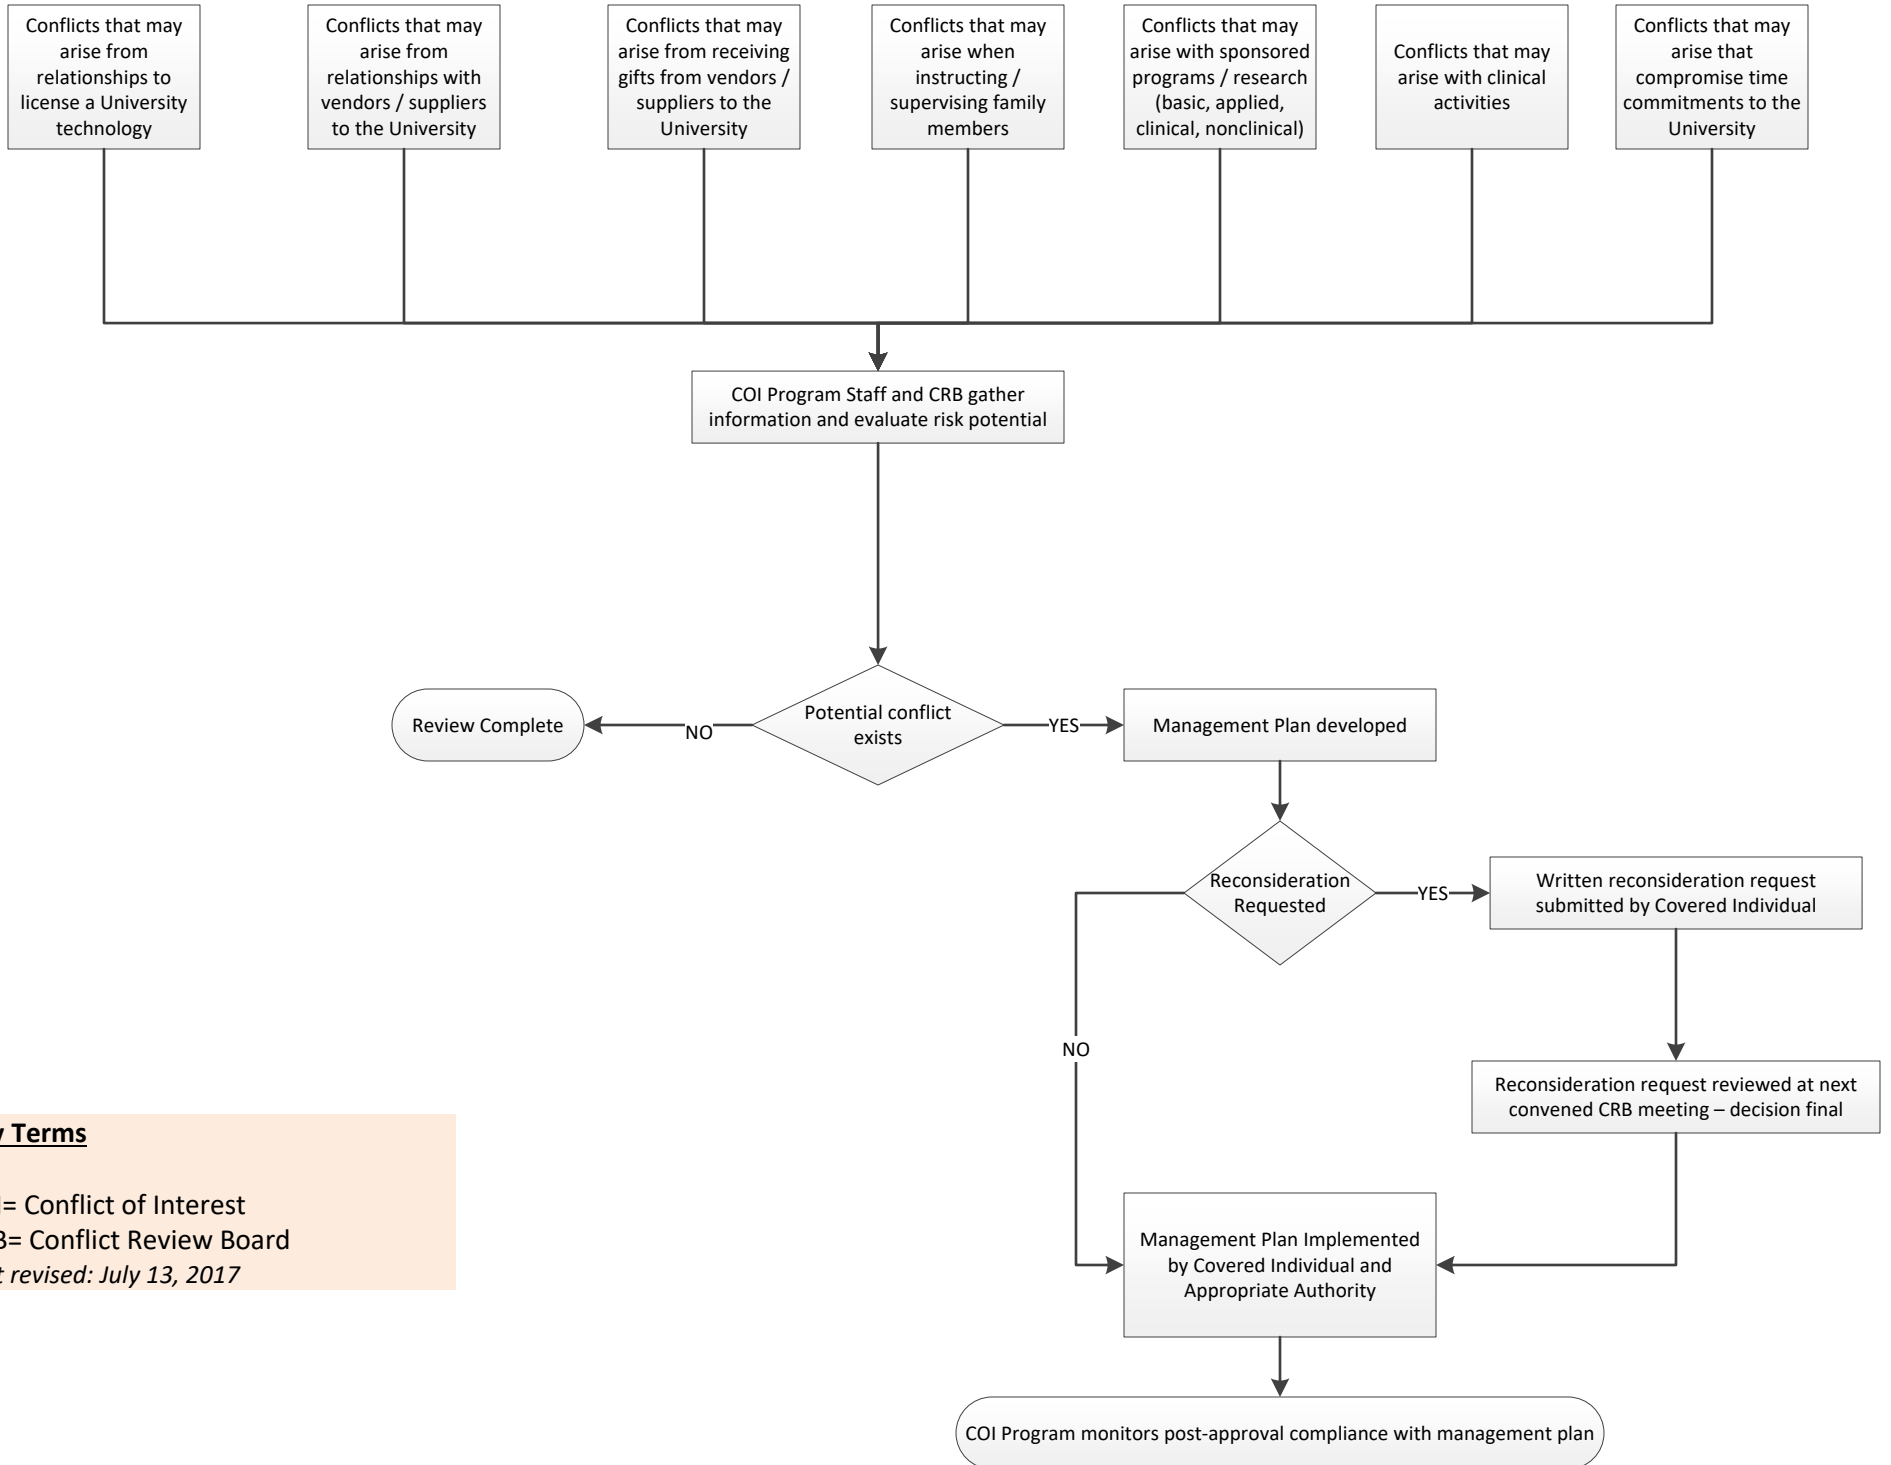 Conflicts that may
arise from
relationships to
license a University
technology
Conflicts that may
arise from
relationships with
vendors / suppliers
to the University
Conflicts that may
arise from receiving
gifts from vendors /
suppliers to the
University
Conflicts that may
arise when
instructing /
supervising family
members
Conflicts that may
arise with sponsored
programs / research
(basic, applied,
clinical, nonclinical)
Conflicts that may
arise with clinical
activities
Conflicts that may
arise that
compromise time
commitments to the
University
COI Program Staff and CRB gather
information and evaluate risk potential
Potential conflict
exists
NO
Review Complete
YES
Management Plan developed
Reconsideration
Requested
YES
Written reconsideration request
submitted by Covered Individual
NO
Reconsideration request reviewed at next
convened CRB meeting – decision final
Management Plan Implemented
by Covered Individual and
Appropriate Authority
COI Program monitors post-approval compliance with management plan
Terms
= Conflict of Interest
= Conflict Review Board
revised: July 13, 2017